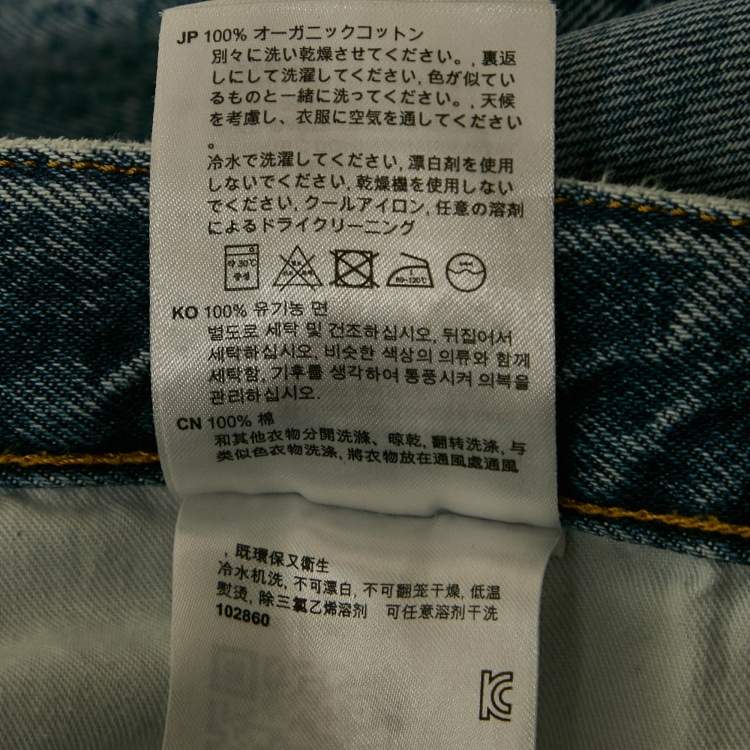 JP 100% オーガニックコットン
別々に洗い乾燥させてください。, 裏返
しにして洗濯してください, 色が似てい
るものと一緒に洗ってください。, 天候
を考慮し、衣服に空気を通してください
。
冷水で洗濯してください, 漂白剤を使用
しないでください, 乾燥機を使用しない
でください, クールアイロン, 任意の溶剤
によるドライクリーニング
약 30℃
중성
1
80~120℃
KO 100% 유기농 면
별도로 세탁 및 건조하십시오, 뒤집어서
세탁하십시오, 비슷한 색상의 의류와 함께
세탁함, 기후를 생각하여 통풍시켜 의복을
관리하십시오.
CN 100% 棉
和其他衣物分開洗滌、晾乾, 翻转洗涤, 与
类似色衣物洗涤, 將衣物放在通風處通風
, 既環保又衛生
冷水机洗, 不可漂白, 不可翻笼干燥, 低温
熨烫, 除三氯乙烯溶剂 可任意溶剂干洗
102860